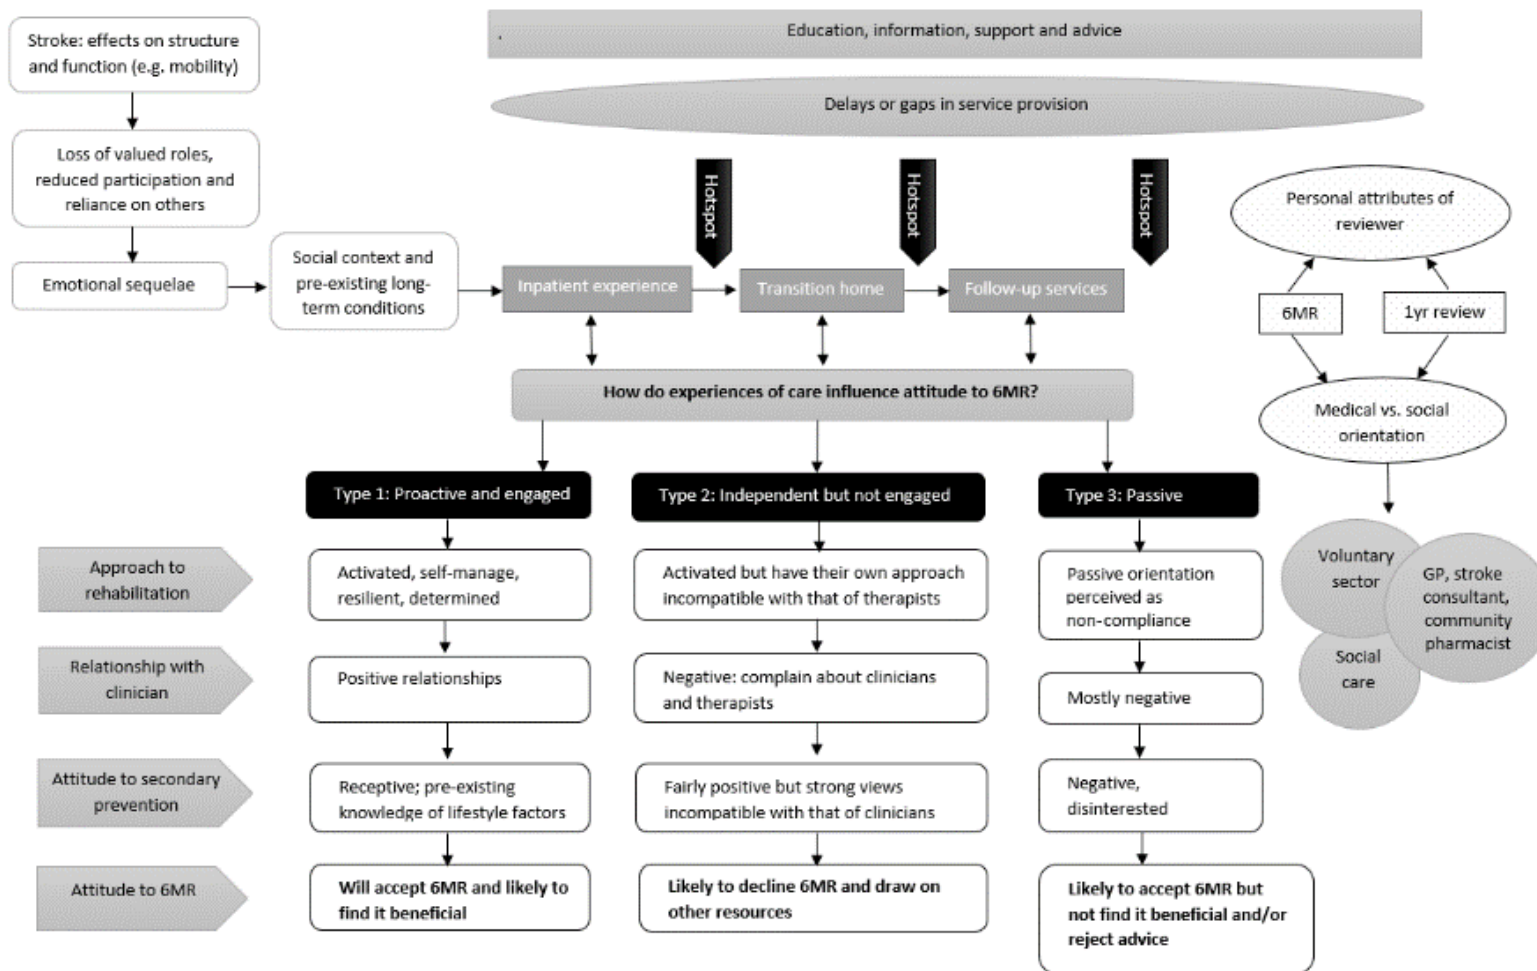 Stroke: effects on structure
and function (e.g. mobility)
Loss of valued roles,
reduced participation and
reliance on others
Emotional sequelae
Social context and
pre-existing long-
term conditions
Education, information, support and advice
Delays or gaps in service provision
Hotspot
Hotspot
Hotspot
Inpatient experience
Transition home
Follow-up services
Personal attributes of
reviewer
6MR
1yr review
Medical vs. social
orientation
How do experiences of care influence attitude to 6MR?
Type 1: Proactive and engaged
Type 2: Independent but not engaged
Type 3: Passive
Approach to
rehabilitation
Activated, self-manage,
resilient, determined
Activated but have their own approach
incompatible with that of therapists
Passive orientation
perceived as
non-compliance
Voluntary
sector
GP, stroke
consultant,
community
pharmacist
Social
care
Relationship with
clinician
Positive relationships
Negative: complain about clinicians
and therapists
Mostly negative
Attitude to secondary
prevention
Receptive; pre-existing
knowledge of lifestyle factors
Fairly positive but strong views
incompatible with that of clinicians
Negative,
disinterested
Attitude to 6MR
Will accept 6MR and likely to
find it beneficial
Likely to decline 6MR and draw on
other resources
Likely to accept 6MR but
not find it beneficial and/or
reject advice